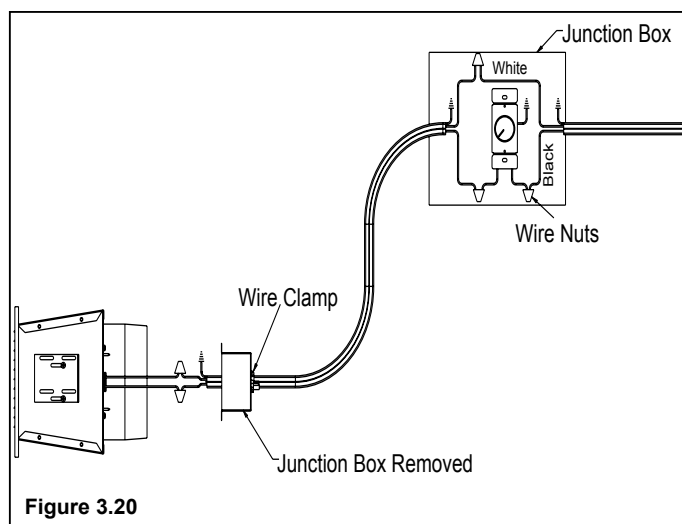 Junction Box
White
Black
Wire Nuts
Wire Clamp
Junction Box Removed
Figure 3.20